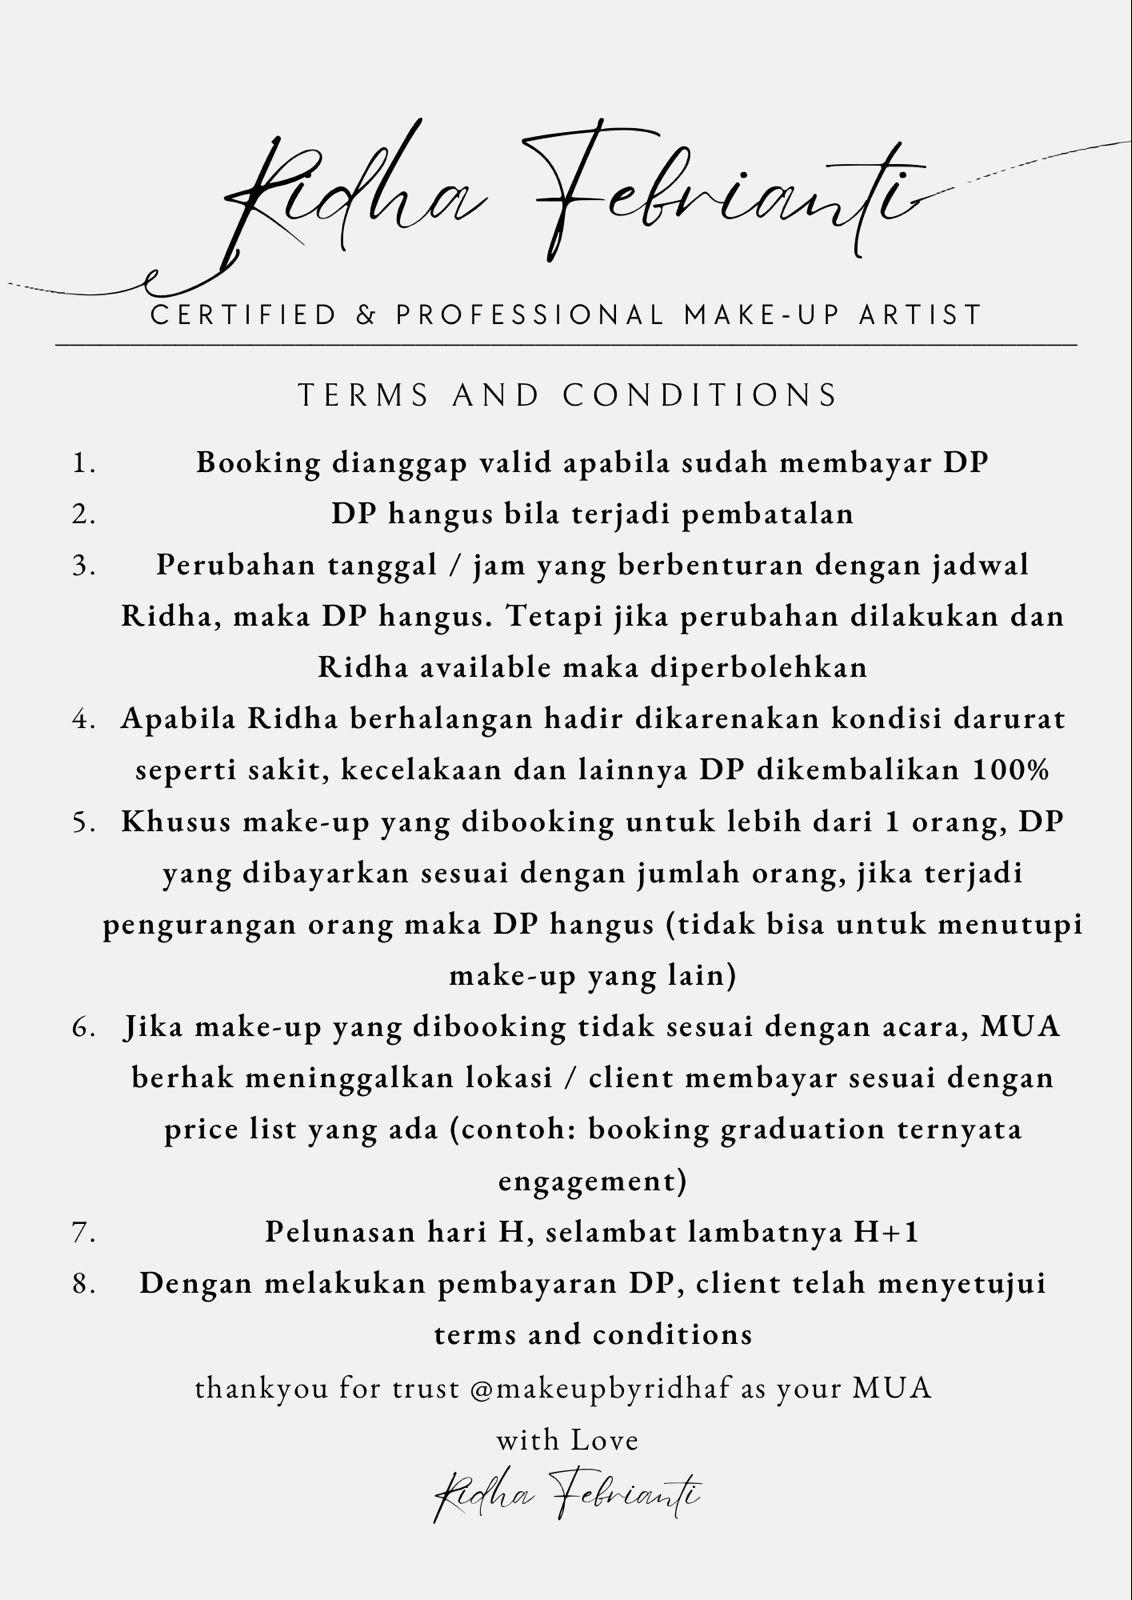 Ridha Febrianti
CERTIFIED & PROFESSIONAL MAKE-UP ARTIST
TERMS AND CONDITIONS
1. Booking dianggap valid apabila sudah membayar DP
2. DP hangus bila terjadi pembatalan
3. Perubahan tanggal / jam yang berbenturan dengan jadwal
Ridha, maka DP hangus. Tetapi jika perubahan dilakukan dan
Ridha available maka diperbolehkan
4. Apabila Ridha berhalangan hadir dikarenakan kondisi darurat
seperti sakit, kecelakaan dan lainnya DP dikembalikan 100%
5. Khusus make-up yang dibooking untuk lebih dari 1 orang, DP
yang dibayarkan sesuai dengan jumlah orang, jika terjadi
pengurangan orang maka DP hangus (tidak bisa untuk menutupi
make-up yang lain)
6. Jika make-up yang dibooking tidak sesuai dengan acara, MUA
berhak meninggalkan lokasi / client membayar sesuai dengan
price list yang ada (contoh: booking graduation ternyata
engagement)
7. Pelunasan hari H, selambat lambatnya H+1
8. Dengan melakukan pembayaran DP, client telah menyetujui
terms and conditions
thankyou for trust @makeupbyridhaf as your MUA
with Love
Ridha Febrianti